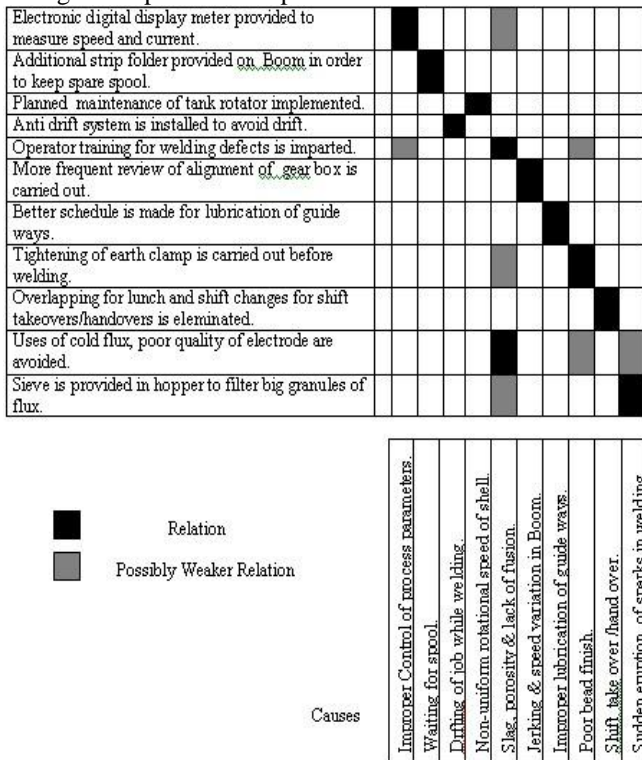 Electronic digital display meter provided to
measure speed and current.
Additional strip folder provided on Boom in order
to keep spare spool.
Planned maintenance of tank rotator implemented.
Anti drift system is installed to avoid drift.
Operator training for welding defects is imparted.
More frequent review of alignment of gear box is
carried out.
Better schedule is made for lubrication of guide
ways.
Tightening of earth clamp is carried out before
welding.
Overlapping for lunch and shift changes for shift
takeovers/handovers is eleminated.
Uses of cold flux, poor quality of electrode are
avoided.
Sieve is provided in hopper to filter big granules of
flux.
Relation
Possibly Weaker Relation
Causes
Improper Control of process parameters.
Waiting for spool.
Drifting of job while welding.
Non-uniform rotational speed of shell.
Slag, porosity & lack of fusion.
Jerking & speed variation in Boom.
Improper lubrication of guide ways.
Poor bead finish.
Shift take over /hand over.
Sudden eruption of sparks in welding